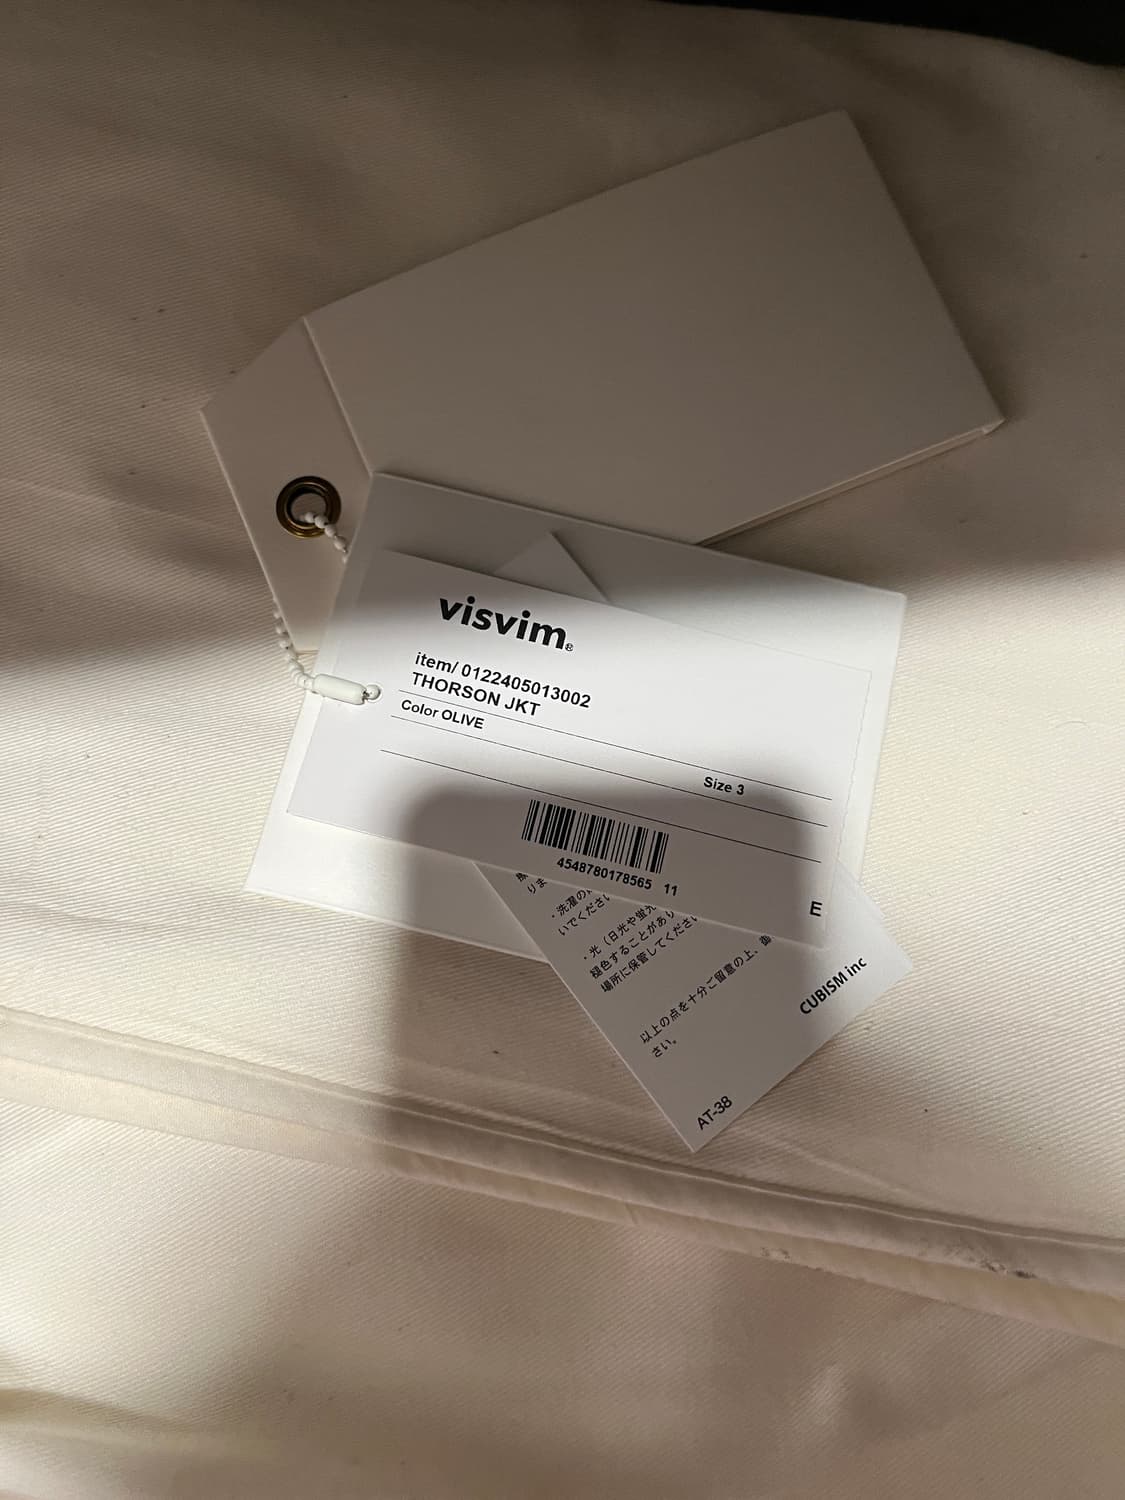 visvim®
item/ 0122405013002
THORSON JKT
Color OLIVE
Size 3
4548780178565 11
E
りま
・洗濯の
いでくださ
・光（日光や蛍光
褪色することがあり
場所に保管してくださ
以上の点を十分ご留意の上、
さい。
CUBISM inc
AT-38